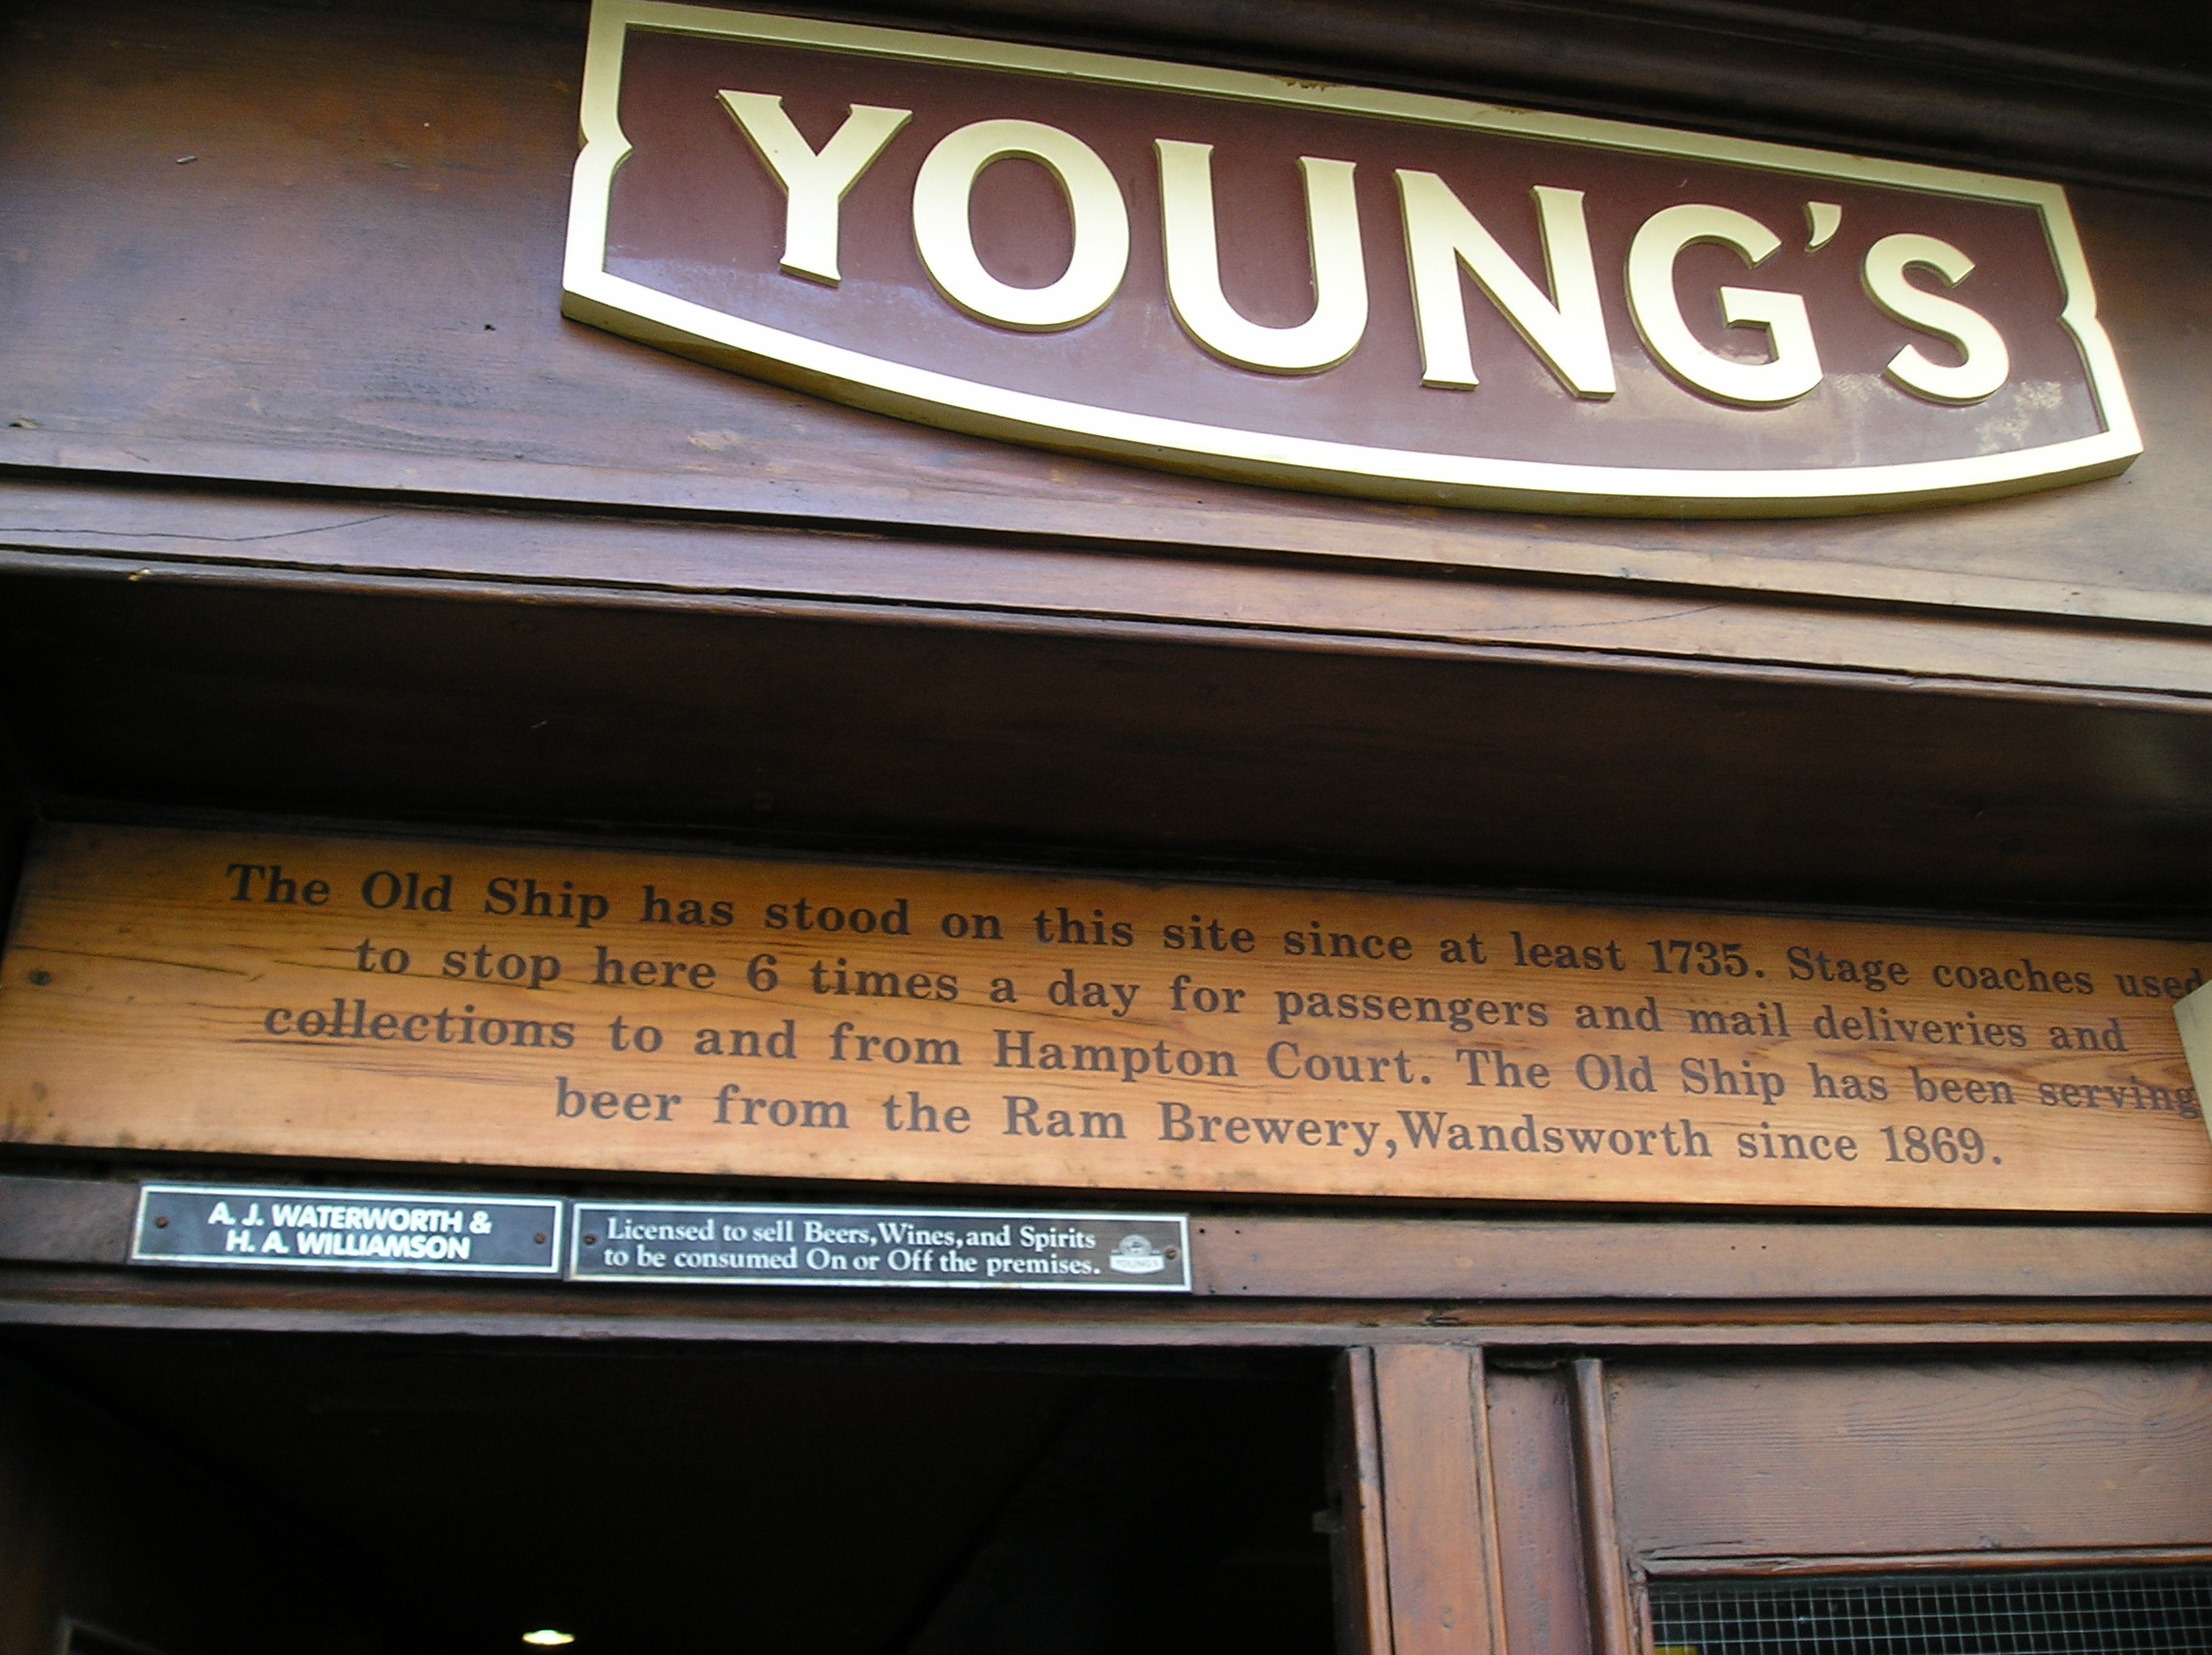 YOUNG'S
The Old Ship has stood on this site since at least 1735. Stage coaches used
to stop here 6 times a day for passengers and mail deliveries and
collections to and from Hampton Court. The Old Ship has been serving
beer from the Ram Brewery,Wandsworth since 1869.
A. J. WATERWORTH &
H. A. WILLIAMSON
Licensed to sell Beers,Wines,and Spirits
to be consumed On or Off the premises.
YOUNG'S